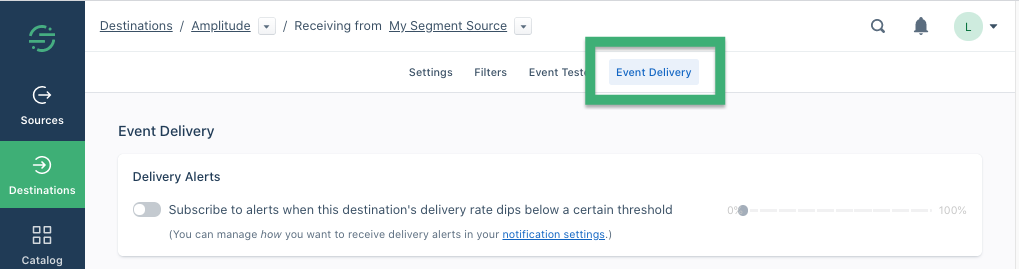 Destinations / Amplitude / Receiving from My Segment Source
L
Settings Filters Event Teste Event Delivery
Sources
Destinations
Catalog
Event Delivery
Delivery Alerts
Subscribe to alerts when this destination's delivery rate dips below a certain threshold 0% 100%
(You can manage how you want to receive delivery alerts in your notification settings.)